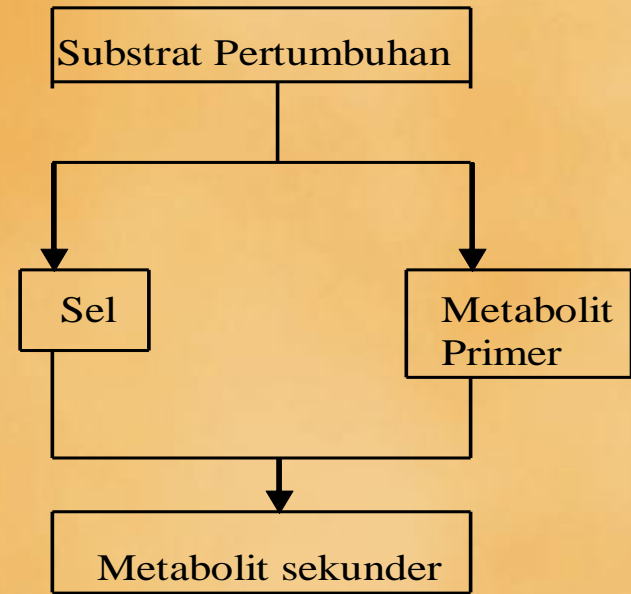 Substrat Pertumbuhan
Sel
Metabolit
Primer
Metabolit sekunder